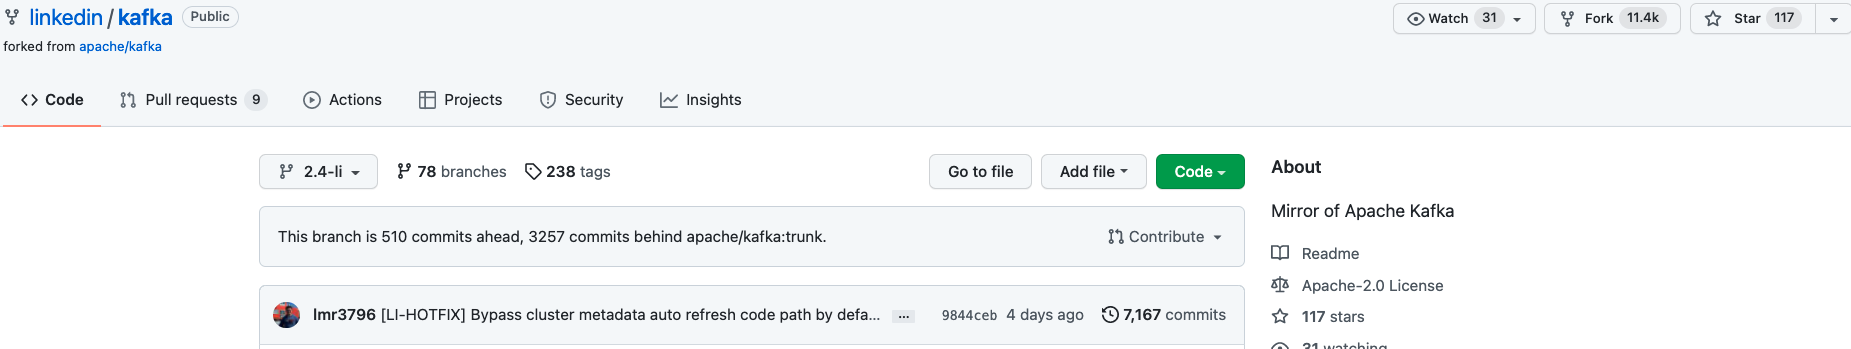 linkedin / kafka Public
Watch 31
Fork 11.4k
Star 117
forked from apache/kafka
Code
Pull requests 9
Actions
Projects
Security
Insights
2.4-li
78 branches
238 tags
Go to file
Add file
Code
This branch is 510 commits ahead, 3257 commits behind apache/kafka:trunk.
Contribute
lmr3796 [LI-HOTFIX] Bypass cluster metadata auto refresh code path by defa... ...
9844ceb 4 days ago
7,167 commits
About
Mirror of Apache Kafka
Readme
Apache-2.0 License
117 stars
31 watching